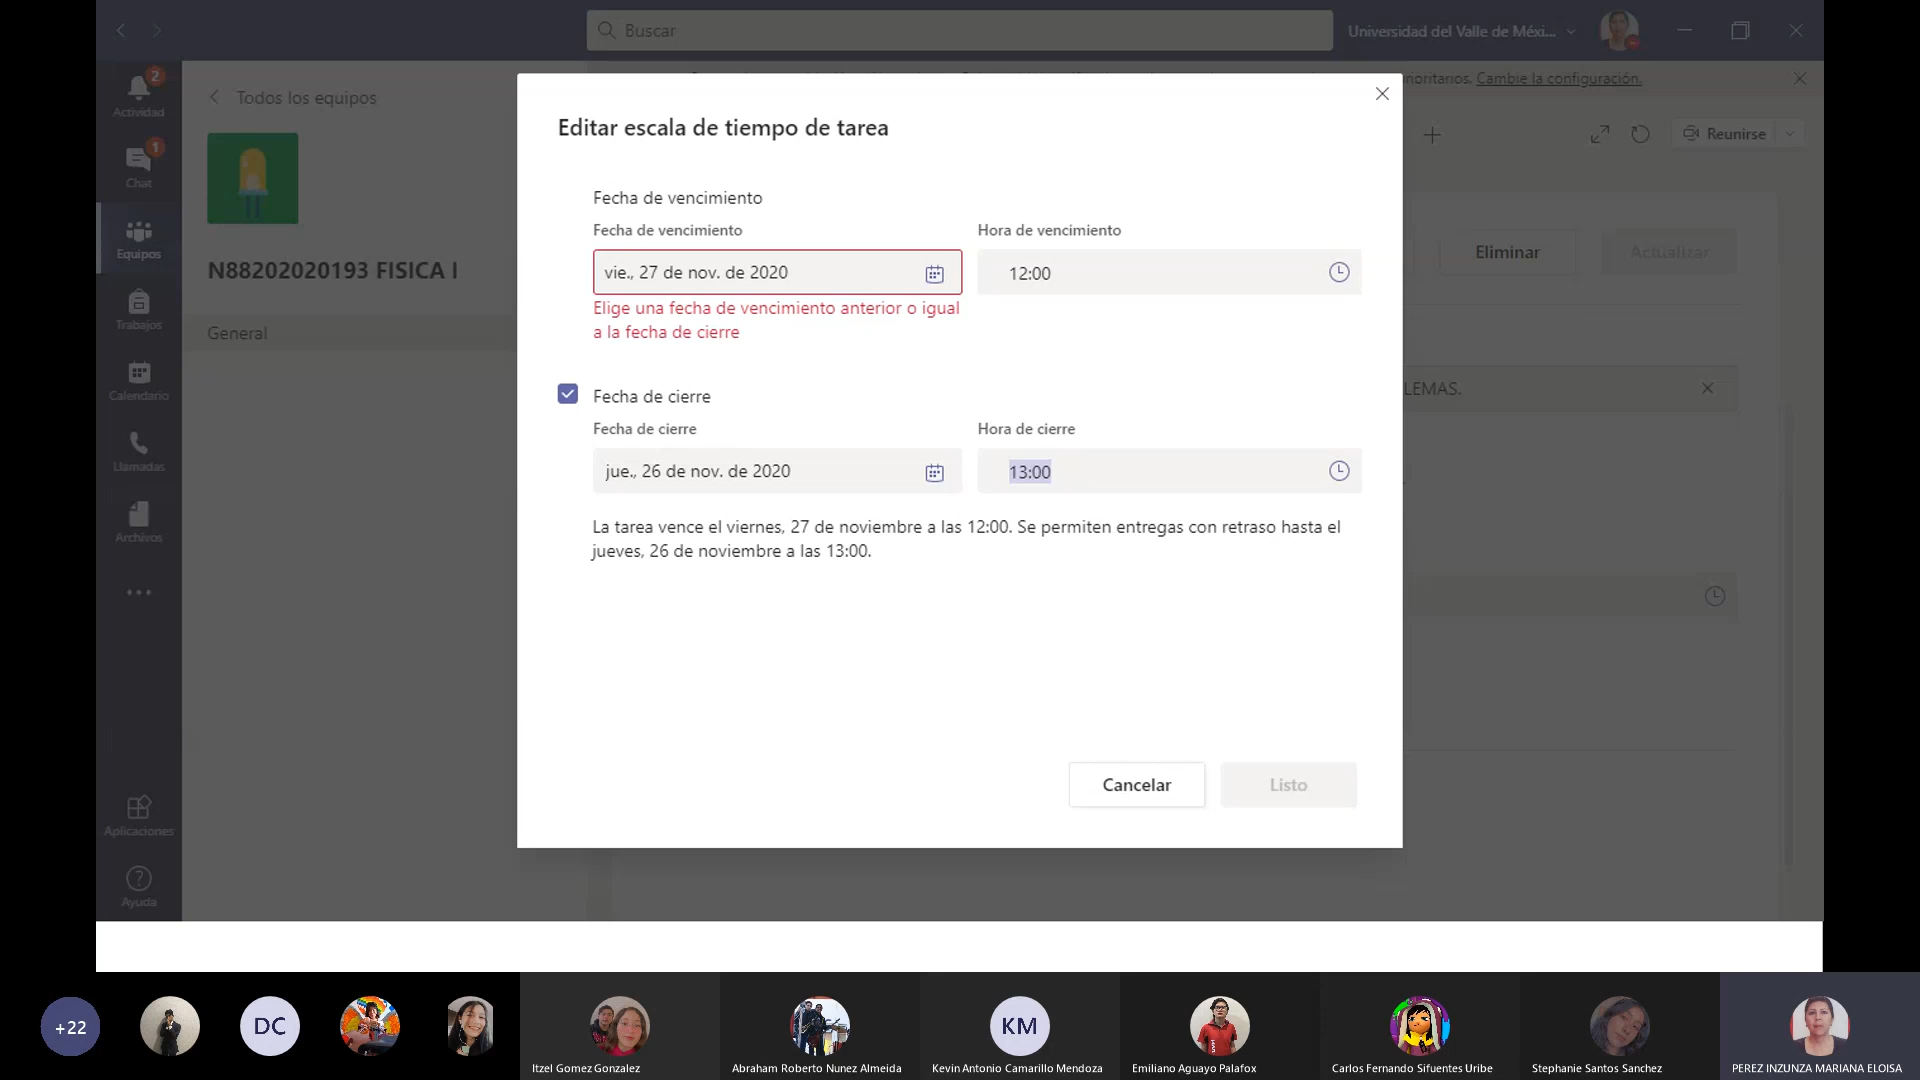 Buscar
Universidad del Valle de Méxi...
2
Actividad
Todos los equipos
noritarios. Cambie la configuración.
Editar escala de tiempo de tarea
Reunirse
1
Chat
Fecha de vencimiento
Fecha de vencimiento
Hora de vencimiento
Equipos
Eliminar
Actualizar
N88202020193 FISICA I
vie., 27 de nov. de 2020
12:00
Elige una fecha de vencimiento anterior o igual
a la fecha de cierre
Trabajos
General
Calendario
Fecha de cierre
LEMAS.
Fecha de cierre
Hora de cierre
Llamadas
jue., 26 de nov. de 2020
13:00
Archivos
La tarea vence el viernes, 27 de noviembre a las 12:00. Se permiten entregas con retraso hasta el
jueves, 26 de noviembre a las 13:00.
Cancelar
Listo
Aplicaciones
Ayuda
+22
DC
KM
Itzel Gomez Gonzalez
Abraham Roberto Nunez Almeida
Kevin Antonio Camarillo Mendoza
Emiliano Aguayo Palafox
Carlos Fernando Sifuentes Uribe
Stephanie Santos Sanchez
PEREZ INZUNZA MARIANA ELOISA